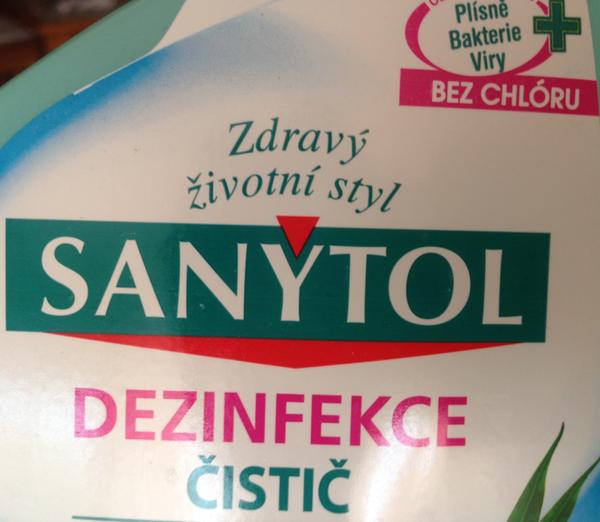 Plísně
Bakterie
Viry
BEZ CHLÓRU
Zdravý
životní styl
SANYTOL
DEZINFEKCE
ČISTIČ